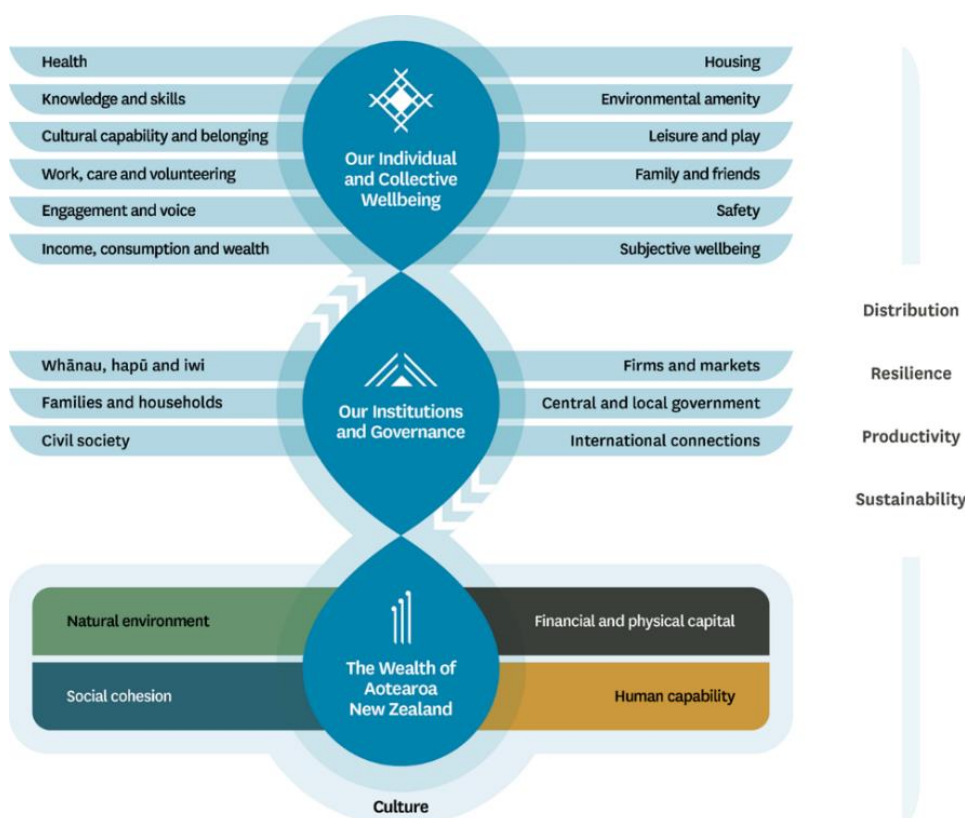 Health
Knowledge and skills
Cultural capability and belonging
Work, care and volunteering
Engagement and voice
Income, consumption and wealth
Our Individual
and Collective
Wellbeing
Housing
Environmental amenity
Leisure and play
Family and friends
Safety
Subjective wellbeing
Whānau, hapū and iwi
Families and households
Civil society
Our Institutions
and Governance
Firms and markets
Central and local government
International connections
Natural environment
Social cohesion
The Wealth of
Aotearoa
New Zealand
Financial and physical capital
Human capability
Culture
Distribution
Resilience
Productivity
Sustainability